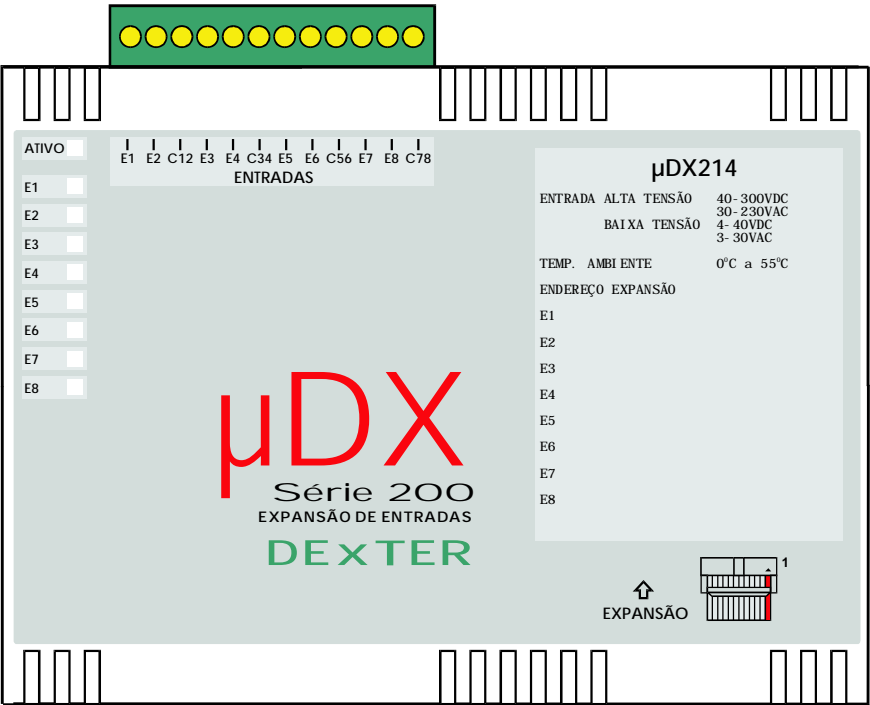 ATIVO
E1
E2
E3
E4
E5
E6
E7
E8
E1 E2 C12 E3 E4 C34 E5 E6 C56 E7 E8 C78
ENTRADAS
µDX214
ENTRADA ALTA TENSÃO 40-300VDC
30-230VAC
BAIXA TENSÃO 4-40VDC
3-30VAC
TEMP. AMBIENTE 0°C a 55°C
ENDEREÇO EXPANSÃO
E1
E2
E3
E4
E5
E6
E7
E8
µDX
Série 200
EXPANSÃO DE ENTRADAS
DExTER
1
EXPANSÃO